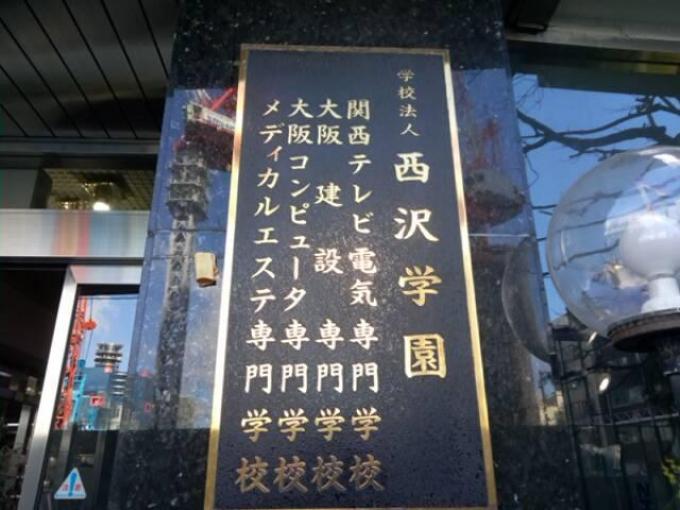 学校法人 西沢学園
関西テレビ電気専門学校
大阪建設専門学校
大阪コンピュータ専門学校
メディカルエステ専門学校
注意